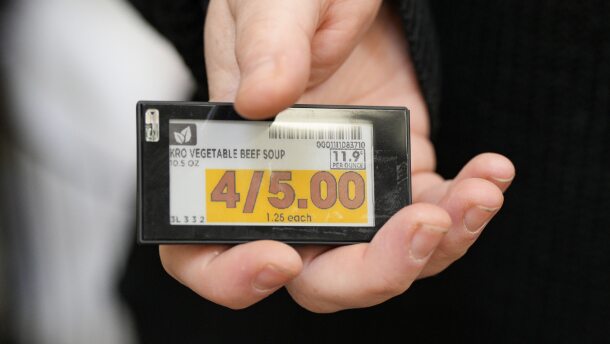 0001111083710
KRO VEGETABLE BEEF SOUP
10.5 OZ
11.9¢
PER OUNCE
4/5.00
1.25 each
3L 3 3 2